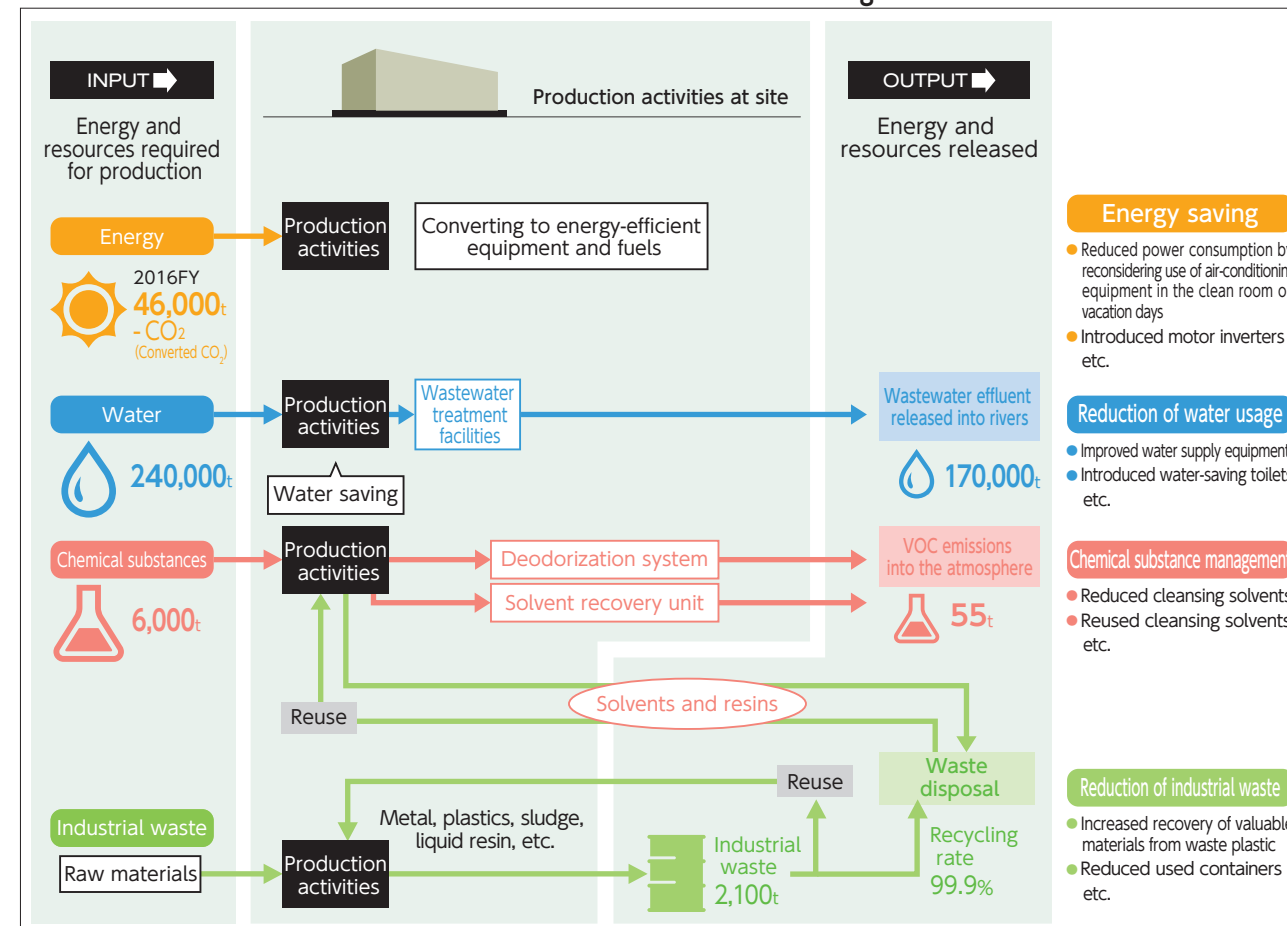 INPUT
Energy and
resources required
for production
Production activities at site
OUTPUT
Energy and
resources released
Energy
2016FY
46,000t
- CO2
(Converted CO2)
Production
activities
Converting to energy-efficient
equipment and fuels
Energy saving
Reduced power consumption
reconsidering use of
equipment in the clean room
vacation days
Introduced motor inverters
etc.
Water
240,000t
Production
activities
Wastewater
treatment
facilities
Water saving
Wastewater effluent
released into rivers
170,000t
Reduction of water usage
Improved water supply equipment
Introduced water-saving toilets
etc.
Chemical substances
6,000t
Production
activities
Deodorization system
Solvent recovery unit
VOC emissions
into the atmosphere
55t
Chemical substance management
Reduced cleansing solvents
Reused cleansing solvents
etc.
Solvents and resins
Reuse
Waste
disposal
Reuse
Industrial waste
Raw materials
Production
activities
Metal, plastics, sludge,
liquid resin, etc.
Industrial
waste
2,100t
Recycling
rate
99.9%
Reduction of industrial waste
Increased recovery of valuable
materials from waste plastic
Reduced used containers
etc.